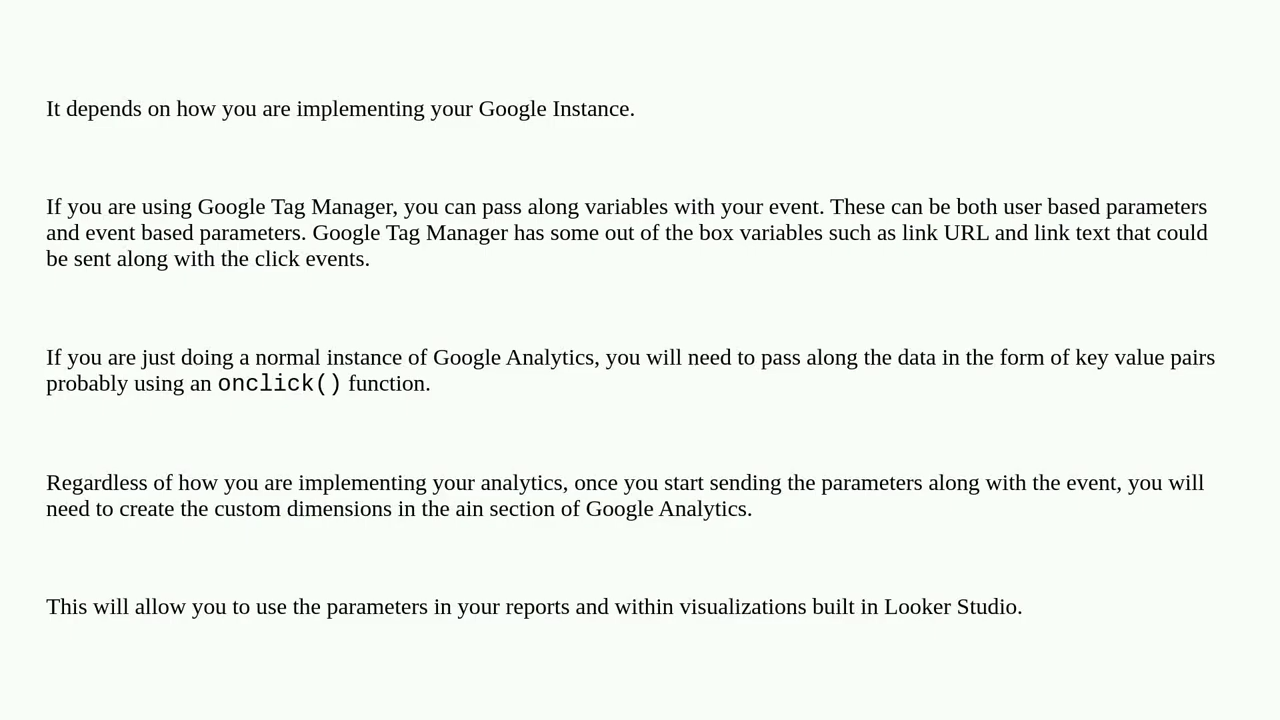 It depends on how you are implementing your Google Instance.
If you are using Google Tag Manager, you can pass along variables with your event. These can be both user based parameters
and event based parameters. Google Tag Manager has some out of the box variables such as link URL and link text that could
be sent along with the click events.
If you are just doing a normal instance of Google Analytics, you will need to pass along the data in the form of key value pairs
probably using an onclick() function.
Regardless of how you are implementing your analytics, once you start sending the parameters along with the event, you will
need to create the custom dimensions in the ain section of Google Analytics.
This will allow you to use the parameters in your reports and within visualizations built in Looker Studio.